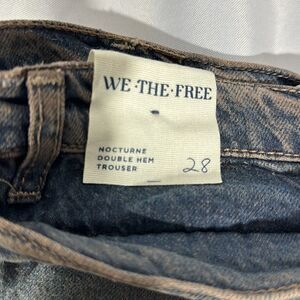 WE·THE·FREE
NOCTURNE
DOUBLE HEM
TROUSER
28